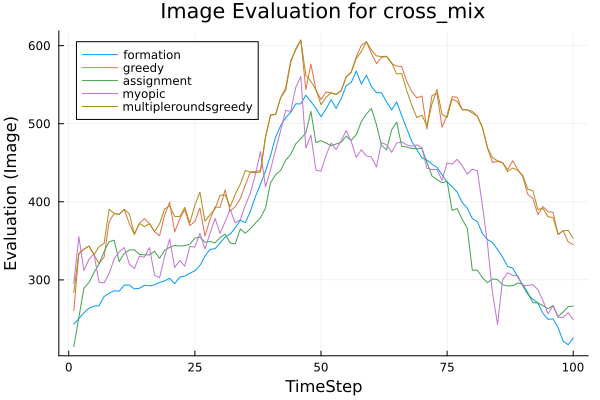 Image Evaluation for cross_mix
Evaluation (Image)
600
500
400
300
formation
greedy
assignment
myopic
multipleroundsgreedy
0
25
50
75
100
TimeStep